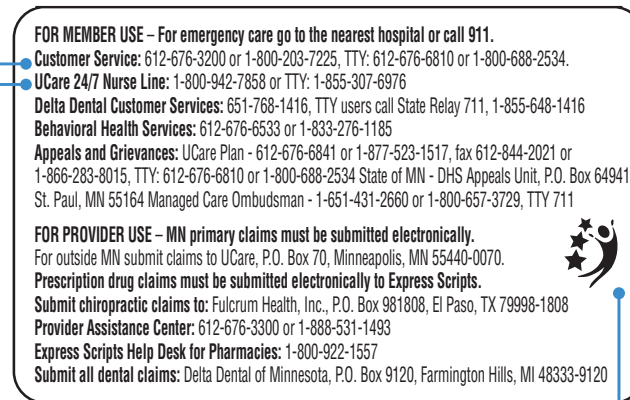 FOR MEMBER USE – For emergency care go to the nearest hospital or call 911.
Customer Service: 612-676-3200 or 1-800-203-7225, TTY: 612-676-6810 or 1-800-688-2534.
UCare 24/7 Nurse Line: 1-800-942-7858 or TTY: 1-855-307-6976
Delta Dental Customer Services: 651-768-1416, TTY users call State Relay 711, 1-855-648-1416
Behavioral Health Services: 612-676-6533 or 1-833-276-1185
Appeals and Grievances: UCare Plan - 612-676-6841 or 1-877-523-1517, fax 612-844-2021 or
1-866-283-8015, TTY: 612-676-6810 or 1-800-688-2534 State of MN - DHS Appeals Unit, P.O. Box 64941
St. Paul, MN 55164 Managed Care Ombudsman - 1-651-431-2660 or 1-800-657-3729, TTY 711
FOR PROVIDER USE – MN primary claims must be submitted electronically.
For outside MN submit claims to UCare, P.O. Box 70, Minneapolis, MN 55440-0070.
Prescription drug claims must be submitted electronically to Express Scripts.
Submit chiropractic claims to: Fulcrum Health, Inc., P.O. Box 981808, El Paso, TX 79998-1808
Provider Assistance Center: 612-676-3300 or 1-888-531-1493
Express Scripts Help Desk for Pharmacies: 1-800-922-1557
Submit all dental claims: Delta Dental of Minnesota, P.O. Box 9120, Farmington Hills, MI 48333-9120